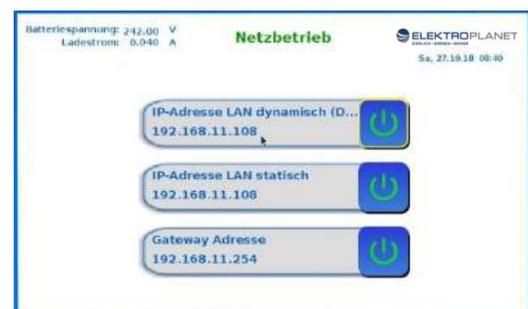 Batteriespannung: 242.00 V
Ladestrom: 0.040 A
Netzbetrieb
ELEKTROPLANET
Sa, 27.10.18 08:40
IP-Adresse LAN dynamisch (D...
192.168.11.108
IP-Adresse LAN statisch
192.168.11.108
Gateway Adresse
192.168.11.254